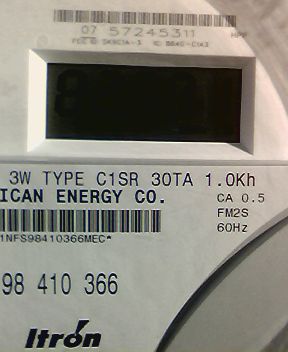 07 57245311
3W TYPE C1SR 30TA 1.0Kh
ICAN ENERGY CO.
CA 0.5
FM2S
60Hz
1NFS98410366MEC*
98 410 366
Itron